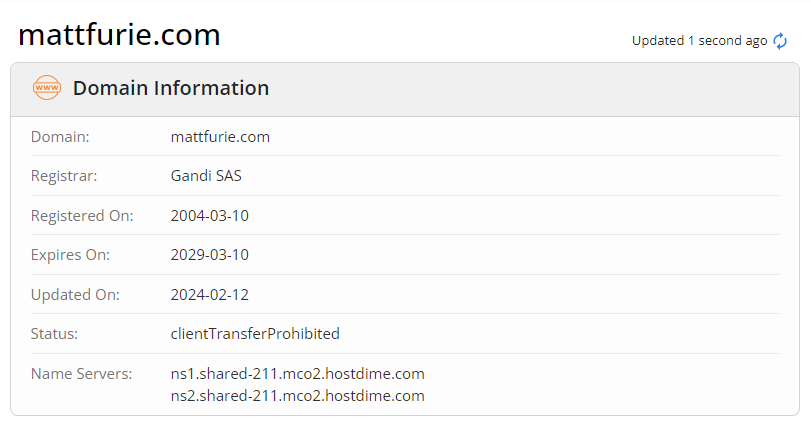 mattfurie.com
Updated 1 second ago
www
Domain Information
Domain: mattfurie.com
Registrar: Gandi SAS
Registered On: 2004-03-10
Expires On: 2029-03-10
Updated On: 2024-02-12
Status: clientTransferProhibited
Name Servers: ns1.shared-211.mco2.hostdime.com
ns2.shared-211.mco2.hostdime.com